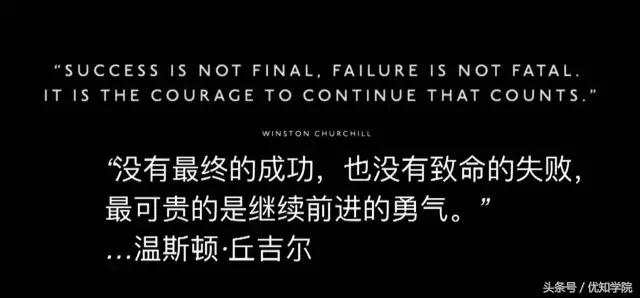 “SUCCESS IS NOT FINAL, FAILURE IS NOT FATAL.
IT IS THE COURAGE TO CONTINUE THAT COUNTS.”
WINSTON CHURCHILL
“没有最终的成功，也没有致命的失败，
最可贵的是继续前进的勇气。”
…温斯顿·丘吉尔
头条号 / 优知学院